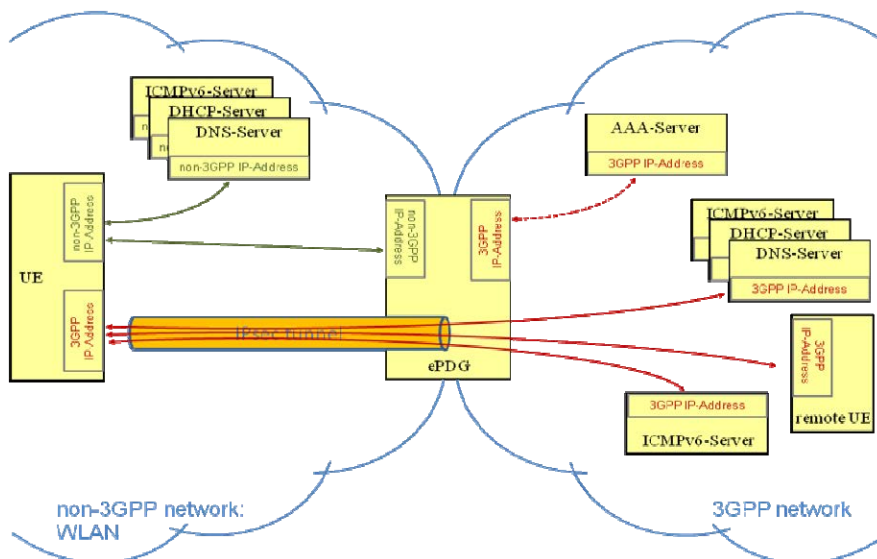 ICMPv6-Server
DHCP-Server
DNS-Server
non-3GPP IP-Address
UE
non-3GPP
IP-Address
3GPP
IP-Address
IPsec tunnel
non-3GPP
IP-Address
3GPP
IP-Address
ePDG
AAA-Server
3GPP IP-Address
ICMPv6-Server
DHCP-Server
DNS-Server
3GPP IP-Address
3GPP
IP-Address
remote UE
3GPP IP-Address
ICMPv6-Server
non-3GPP network:
WLAN
3GPP network